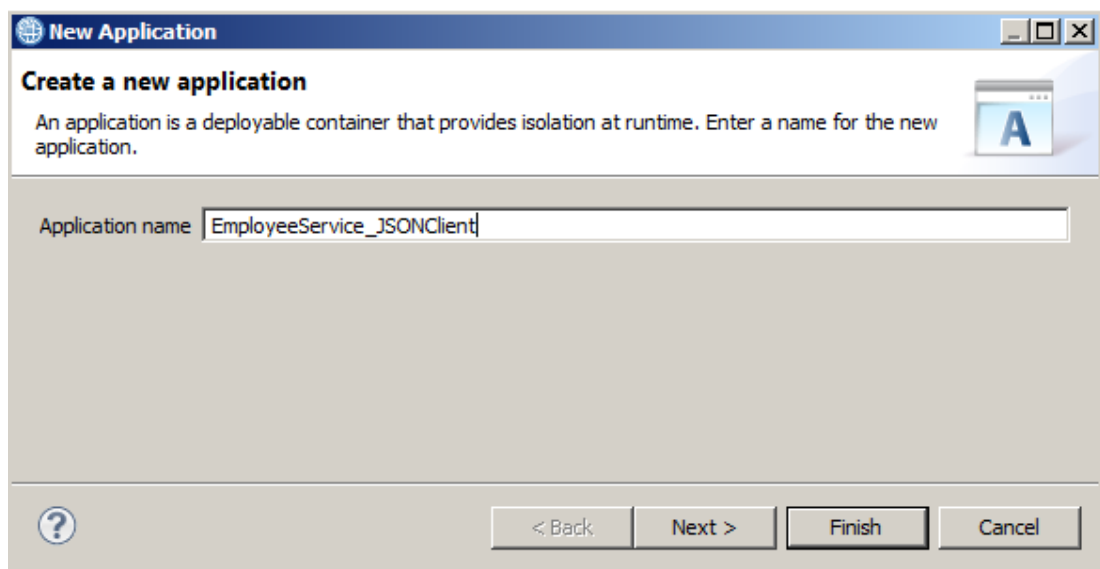 New Application
Create a new application
An application is a deployable container that provides isolation at runtime. Enter a name for the new
application.
A
Application name EmployeeService_JSONClient
? < Back Next > Finish Cancel